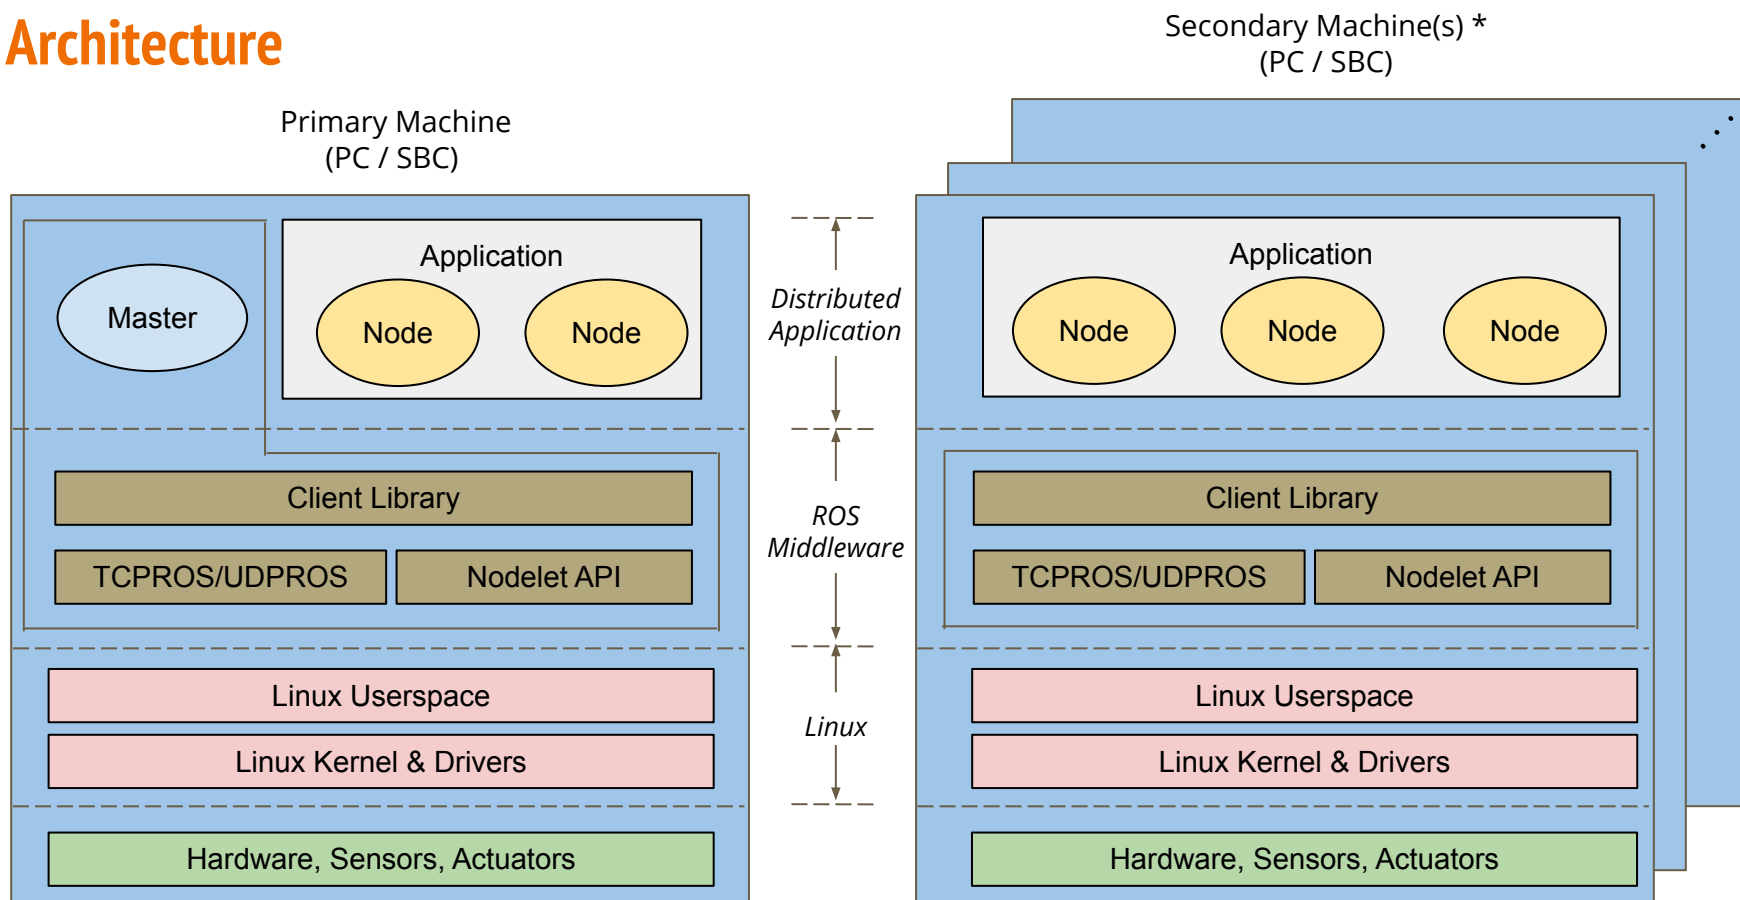 Architecture
Primary Machine
(PC / SBC)
Secondary Machine(s) *
(PC / SBC)
Master
Application
Node
Node
Client Library
TCPROS/UDPROS
Nodelet API
Linux Userspace
Linux Kernel & Drivers
Hardware, Sensors, Actuators
Distributed
Application
ROS
Middleware
Linux
Application
Node
Node
Node
Client Library
TCPROS/UDPROS
Nodelet API
Linux Userspace
Linux Kernel & Drivers
Hardware, Sensors, Actuators